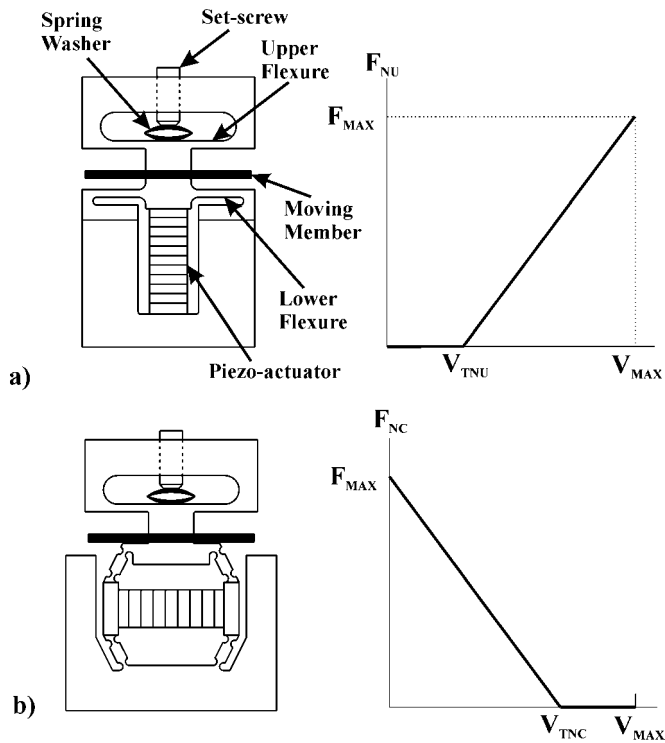 Spring
Washer
Set-screw
Upper
Flexure
Moving
Member
Lower
Flexure
Piezo-actuator
a)
F_NU
F_MAX
V_TNU
V_MAX
b)
F_NC
F_MAX
V_TNC
V_MAX